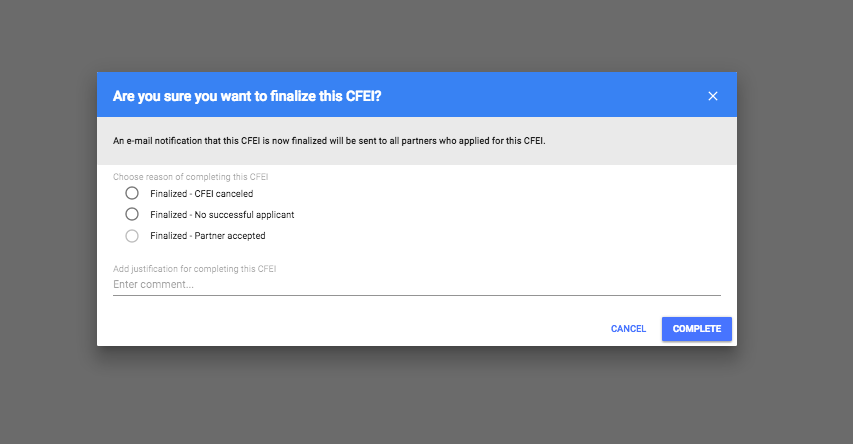 Are you sure you want to finalize this CFEI?
An e-mail notification that this CFEI is now finalized will be sent to all partners who applied for this CFEI.
Choose reason of completing this CFEI
Finalized - CFEI canceled
Finalized - No successful applicant
Finalized - Partner accepted
Add justification for completing this CFEI
Enter comment...
CANCEL COMPLETE